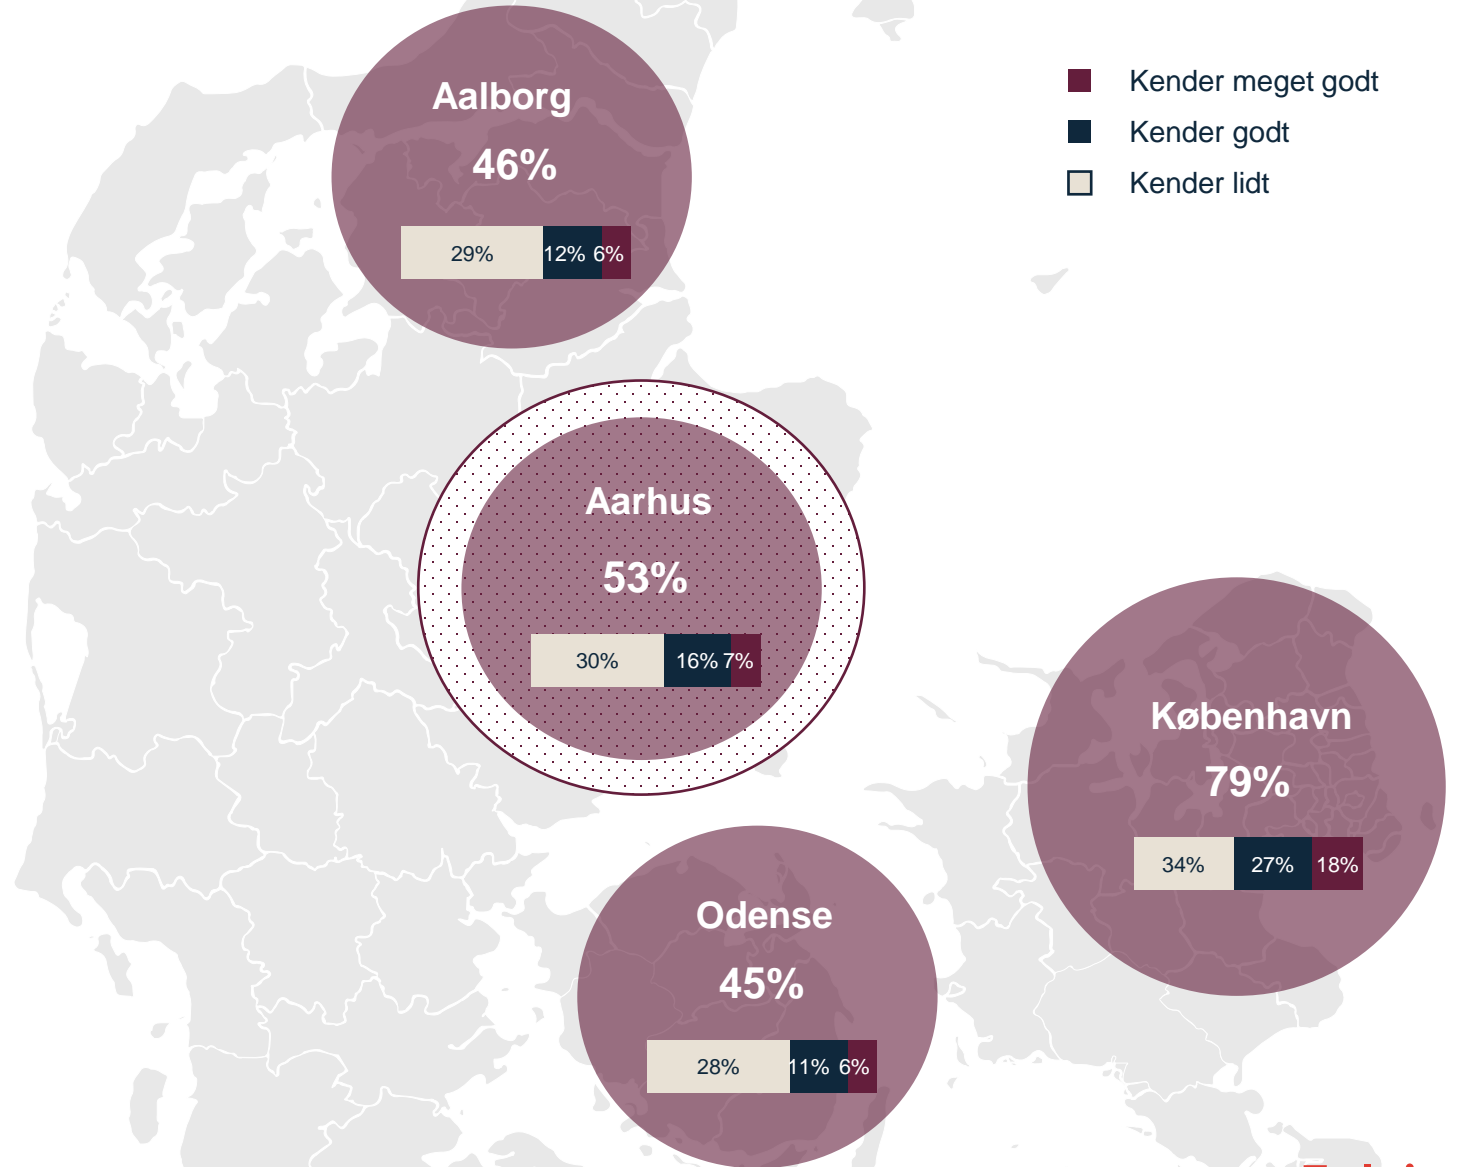 Kender meget godt
Kender godt
Kender lidt
Aalborg
46%
29% 12% 6%
Aarhus
53%
30% 16% 7%
København
79%
34% 27% 18%
Odense
45%
28% 11% 6%